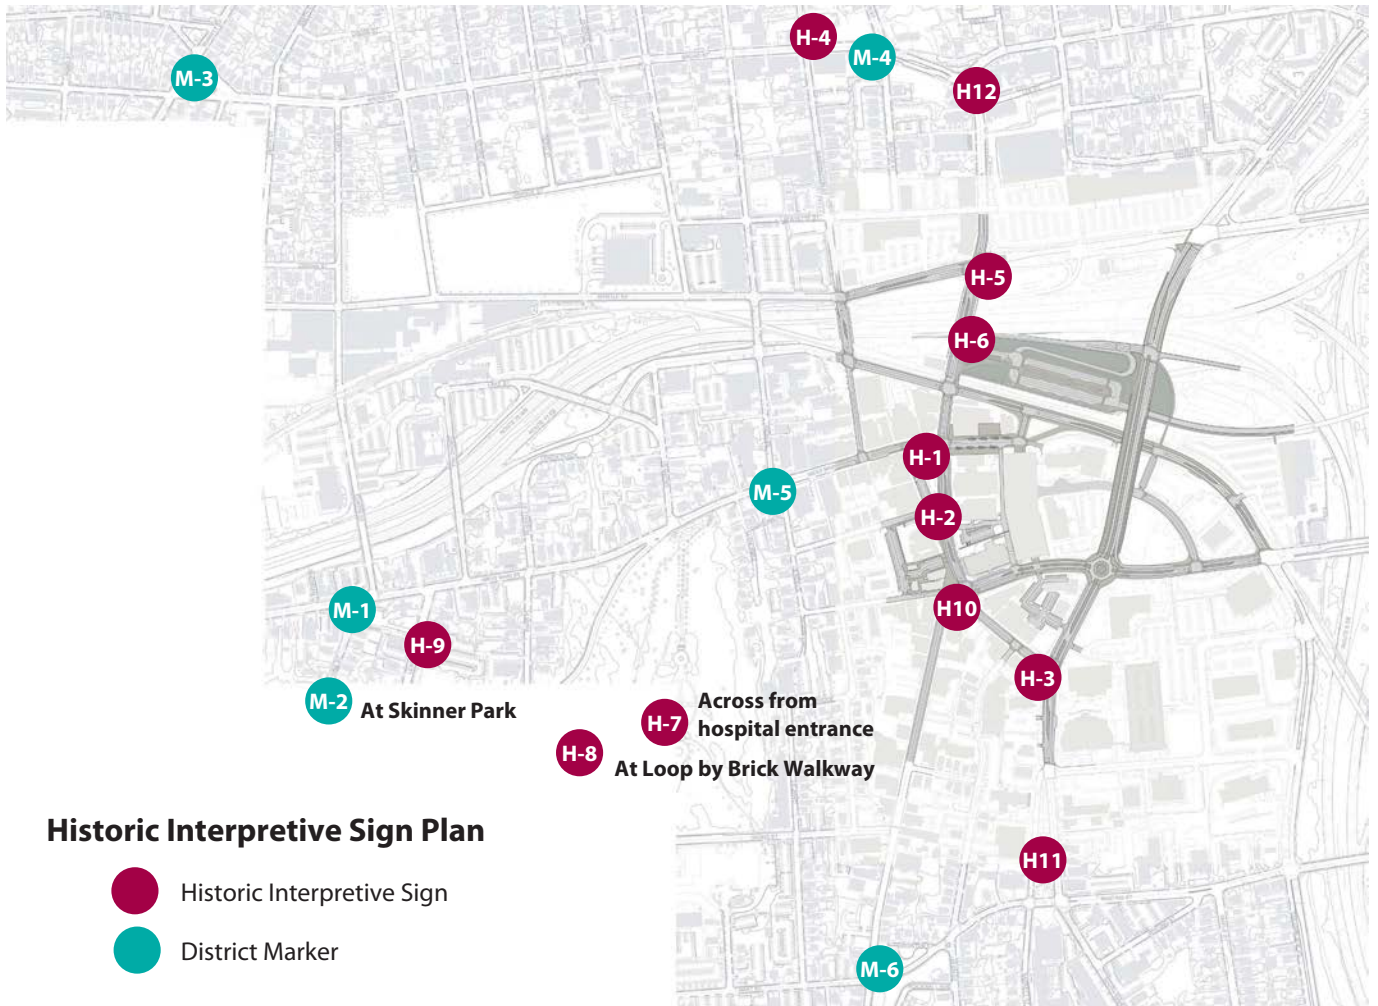 H-4
M-4
M-3
H12
H-5
H-6
H-1
M-5
H-2
M-1
H10
H-9
H-3
M-2
At Skinner Park
H-7
Across from
hospital entrance
H-8
At Loop by Brick Walkway
Historic Interpretive Sign Plan
Historic Interpretive Sign
District Marker
H11
M-6